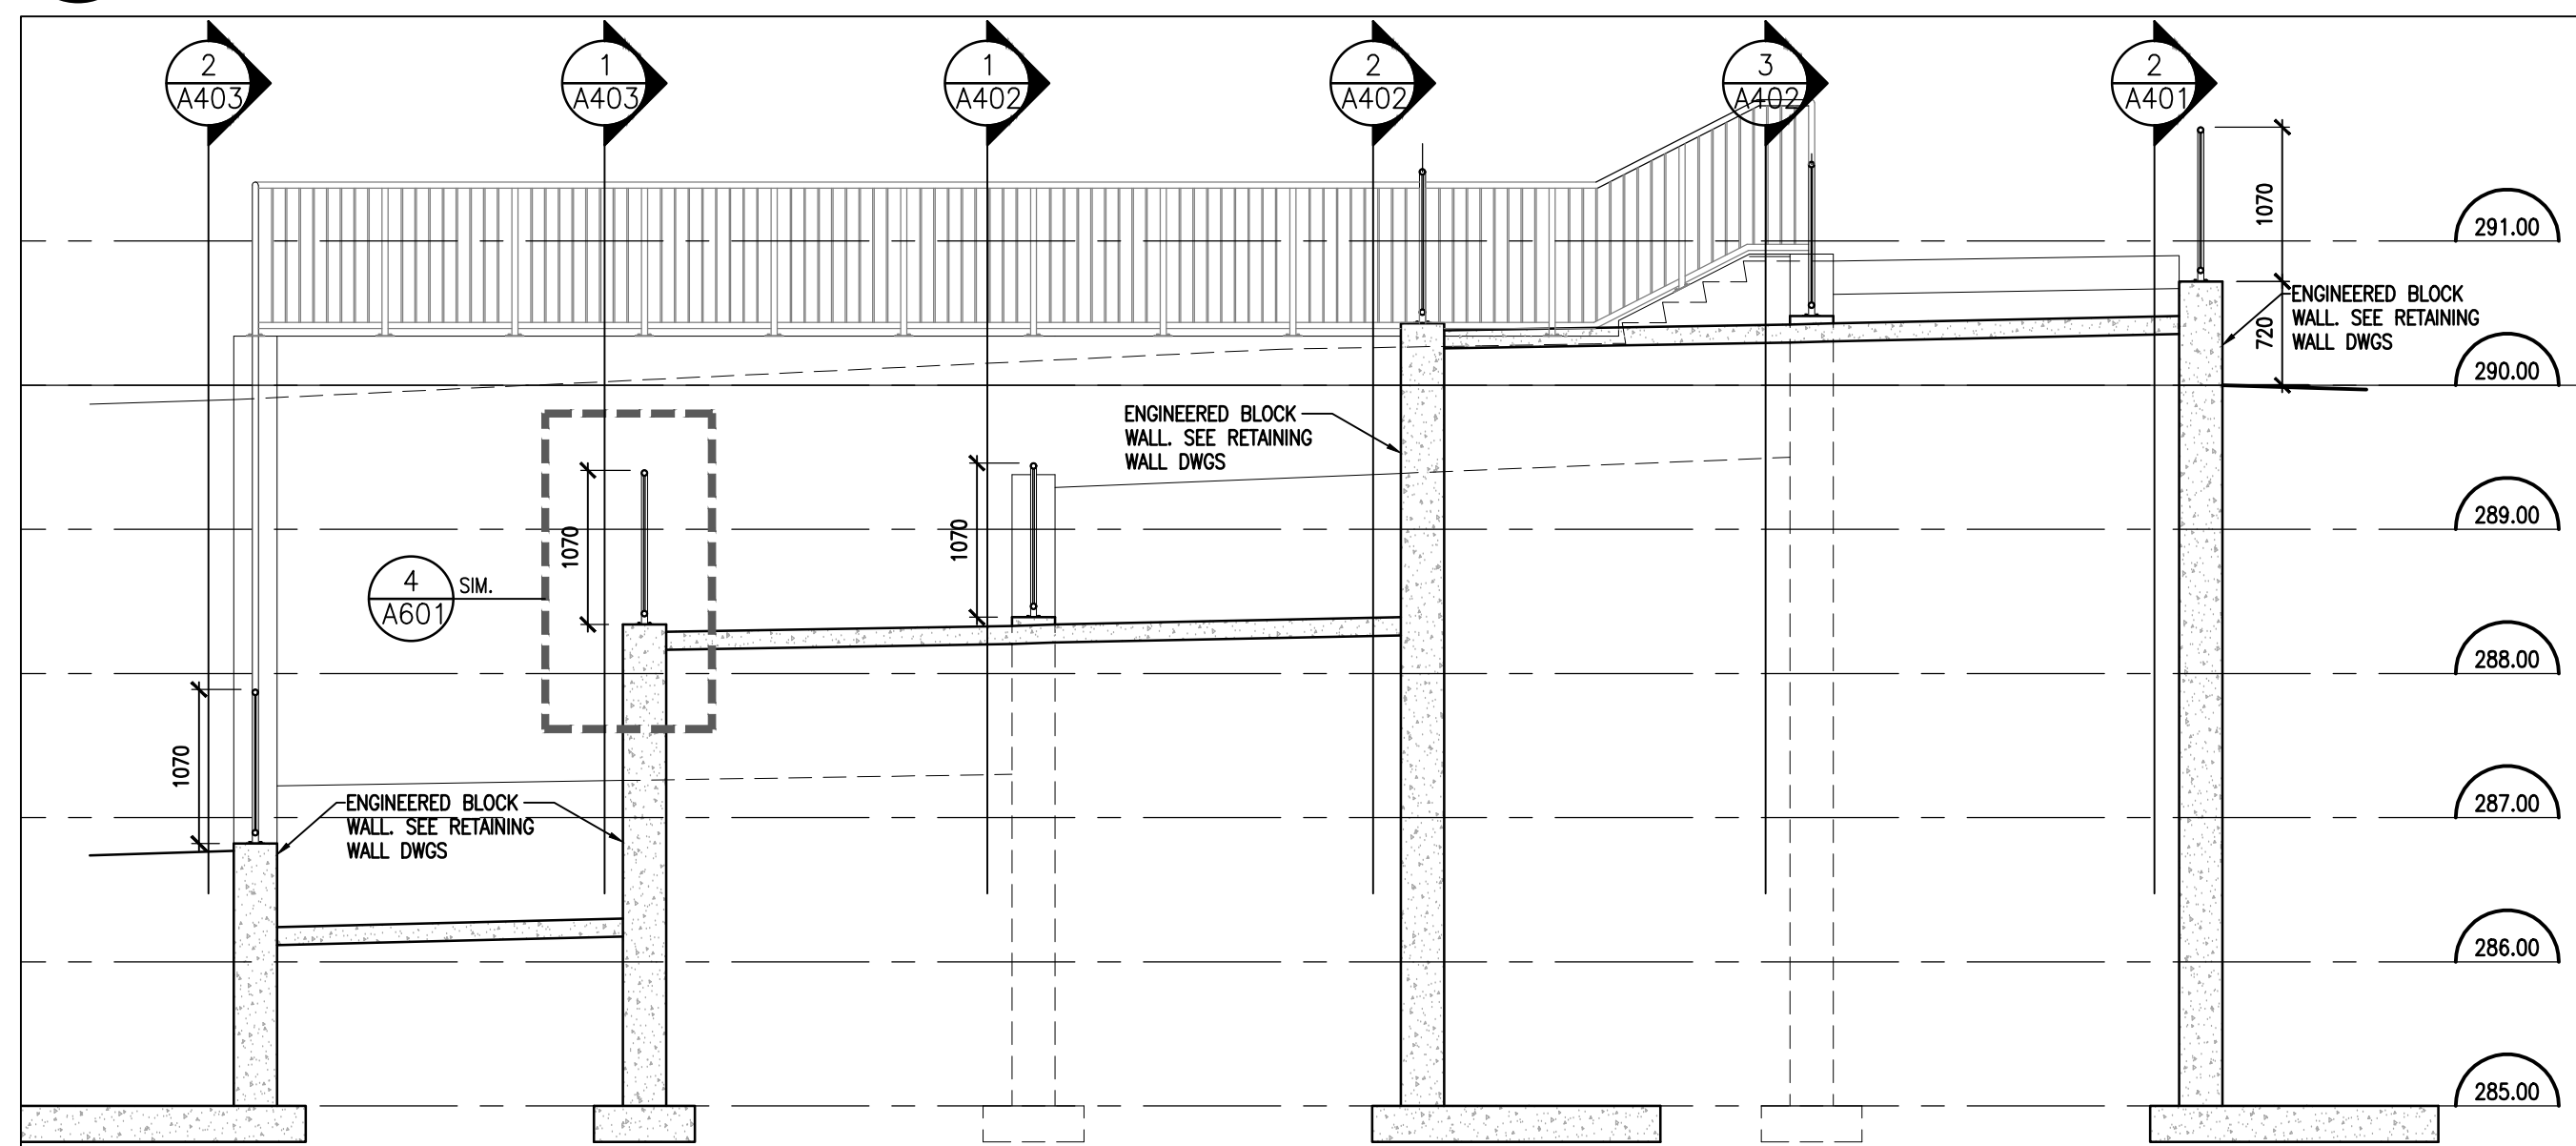 2
A403
1
A403
1
A402
2
A402
3
A402
2
A401
1070
291.00
ENGINEERED BLOCK
WALL. SEE RETAINING
WALL DWGS
720
290.00
ENGINEERED BLOCK
WALL. SEE RETAINING
WALL DWGS
1070
1070
289.00
4
A601
SIM.
288.00
1070
ENGINEERED BLOCK
WALL. SEE RETAINING
WALL DWGS
287.00
286.00
285.00